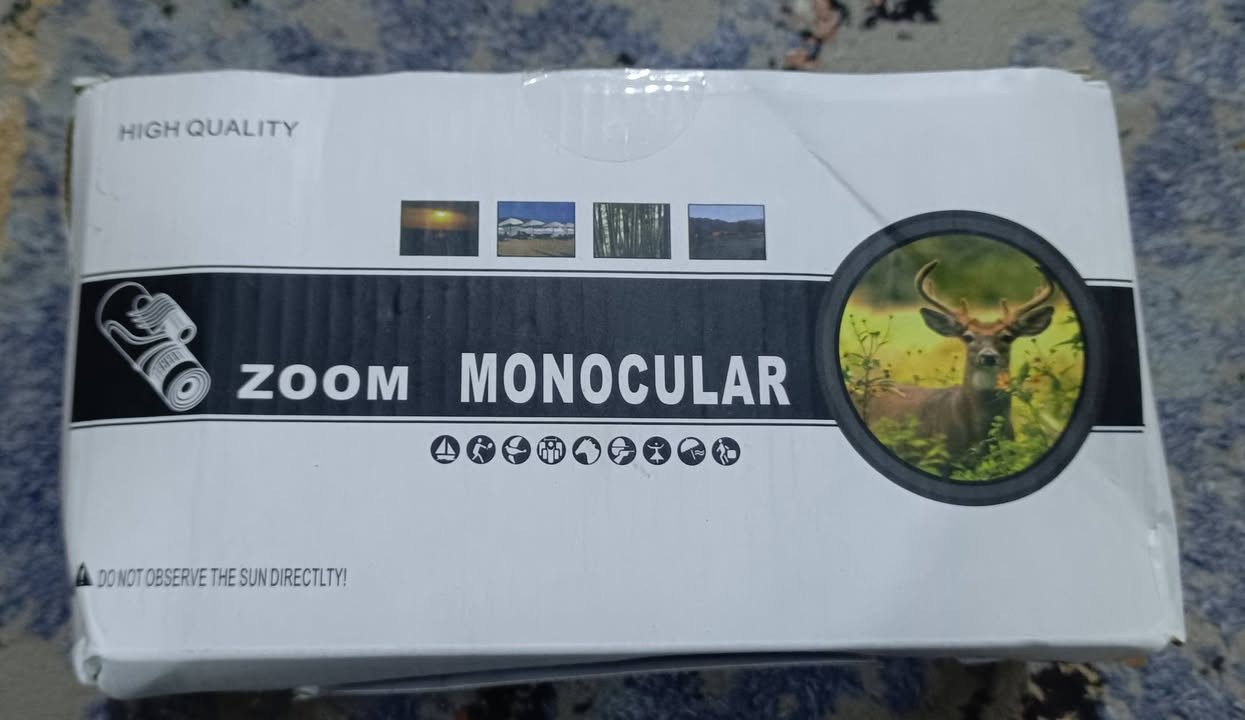 HIGH QUALITY
ZOOM MONOCULAR
DO NOT OBSERVE THE SUN DIRECTLTY!